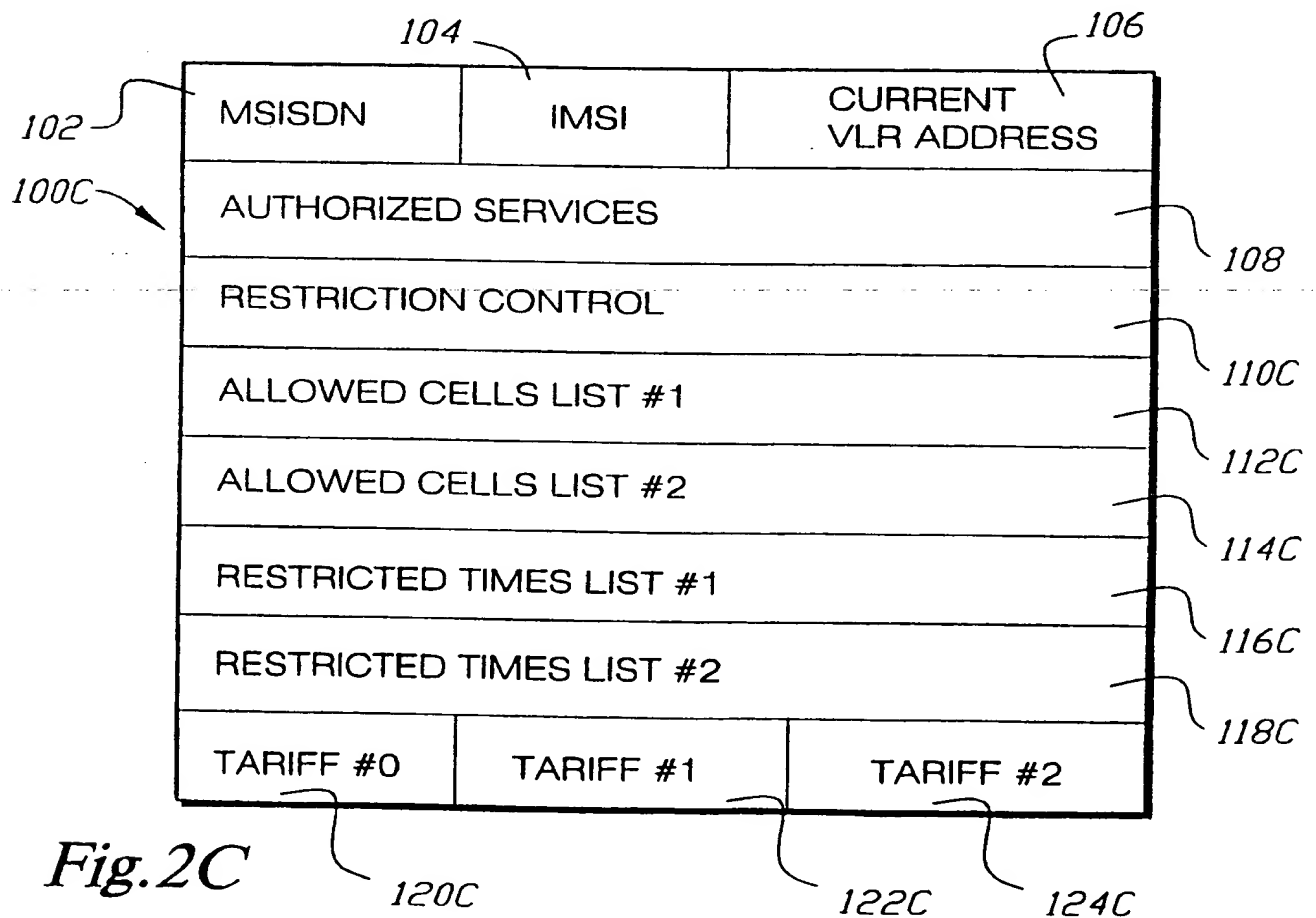 104
106
102
MSISDN
IMSI
CURRENT
VLR ADDRESS
100C
AUTHORIZED SERVICES
108
RESTRICTION CONTROL
110C
ALLOWED CELLS LIST #1
112C
ALLOWED CELLS LIST #2
114C
RESTRICTED TIMES LIST #1
116C
RESTRICTED TIMES LIST #2
118C
TARIFF #0
TARIFF #1
TARIFF #2
Fig.2C
120C
122C
124C